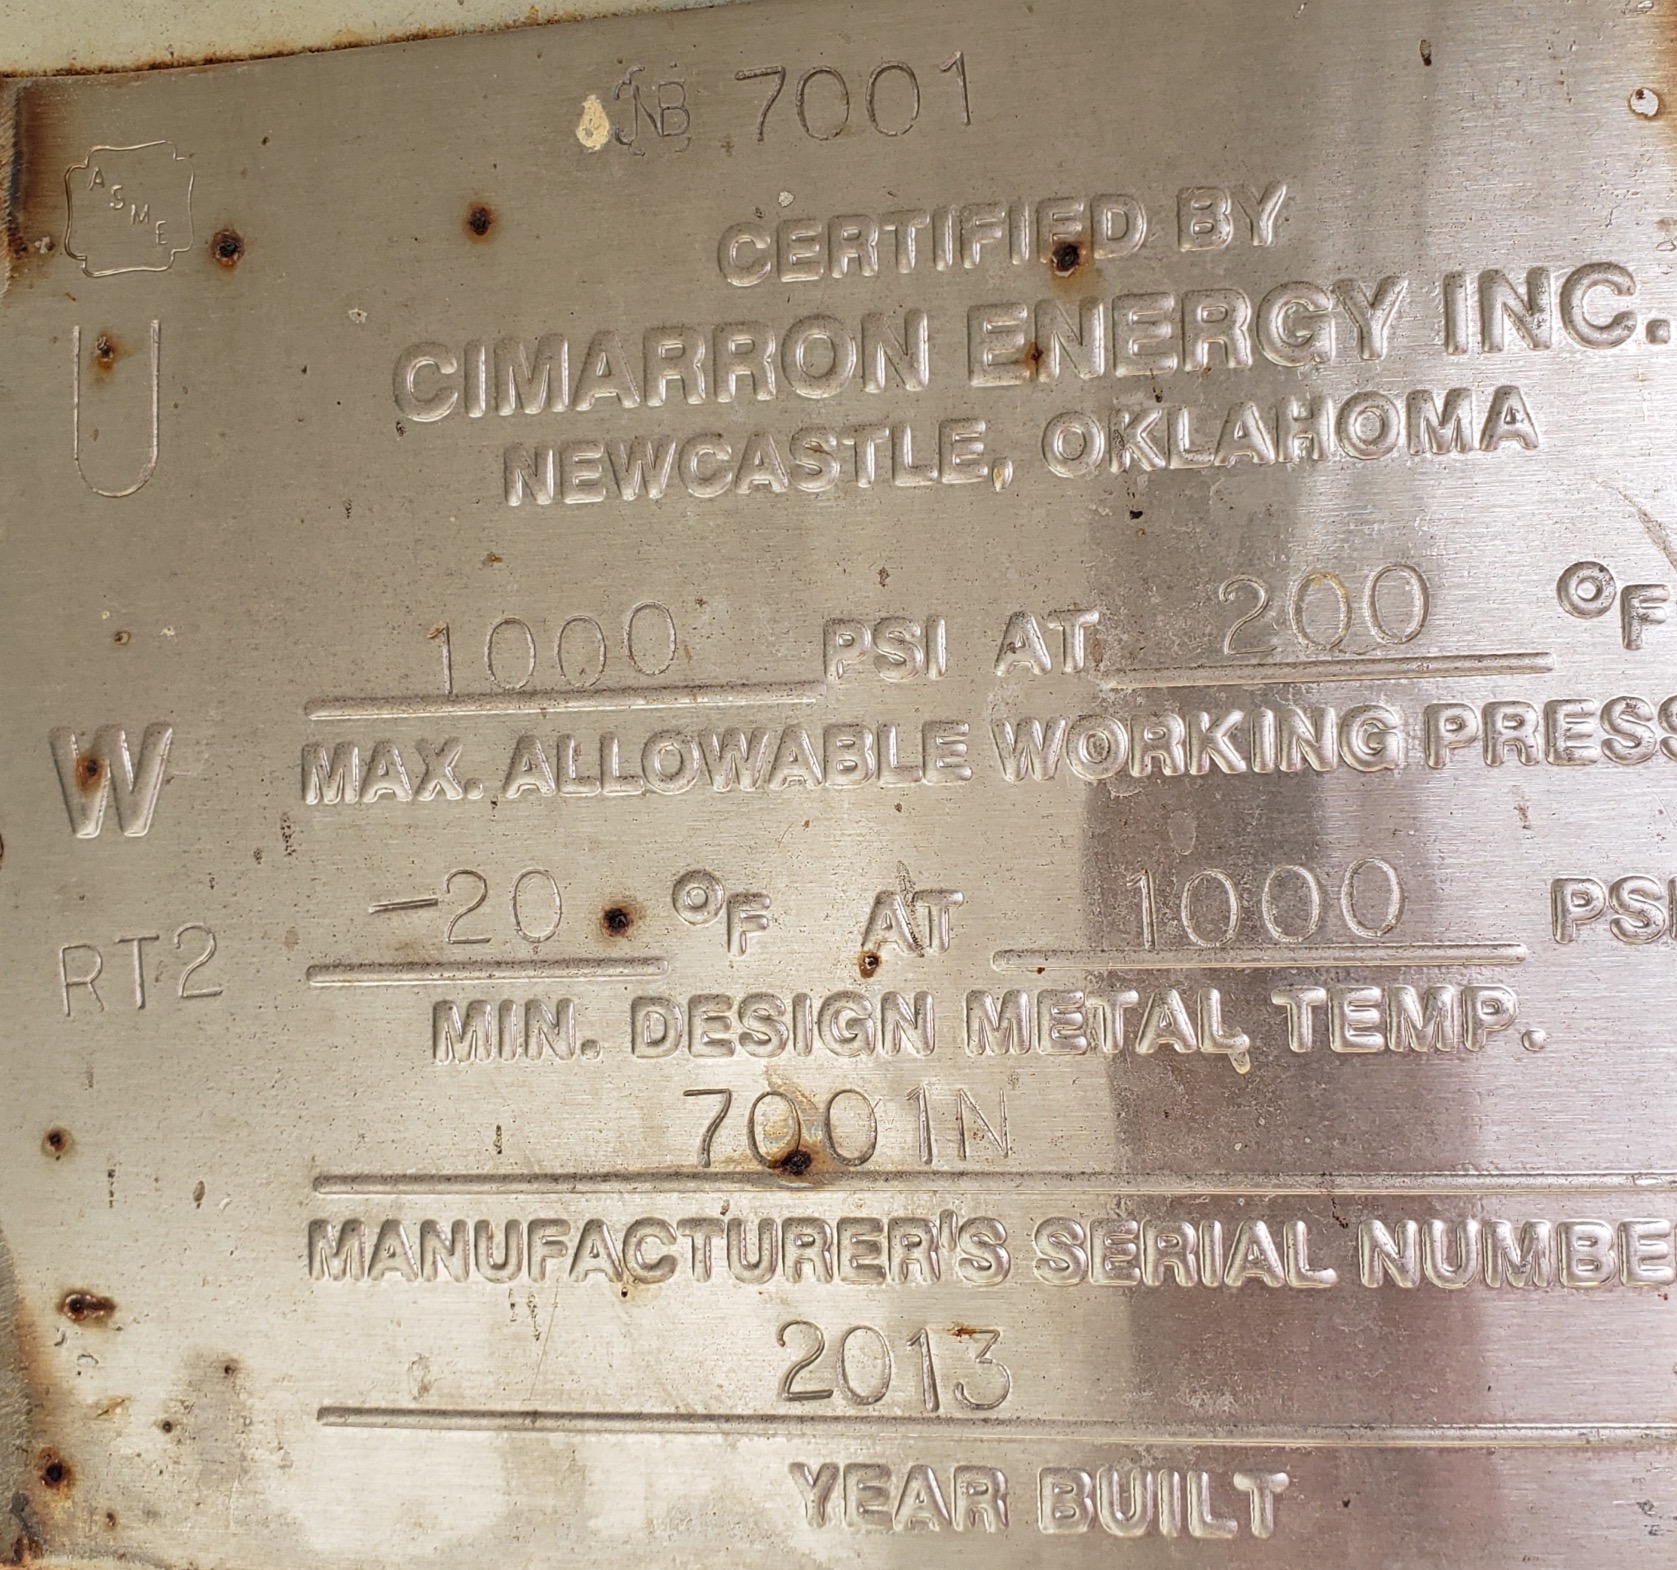 NB 7001
ASME
CERTIFIED BY
U
CIMARRON ENERGY INC.
NEWCASTLE, OKLAHOMA
1000 PSI AT 200 °F
W
MAX. ALLOWABLE WORKING PRESS
-20 °F AT 1000 PSI
RT2
MIN. DESIGN METAL TEMP.
7001N
MANUFACTURER'S SERIAL NUMBE
2013
YEAR BUILT